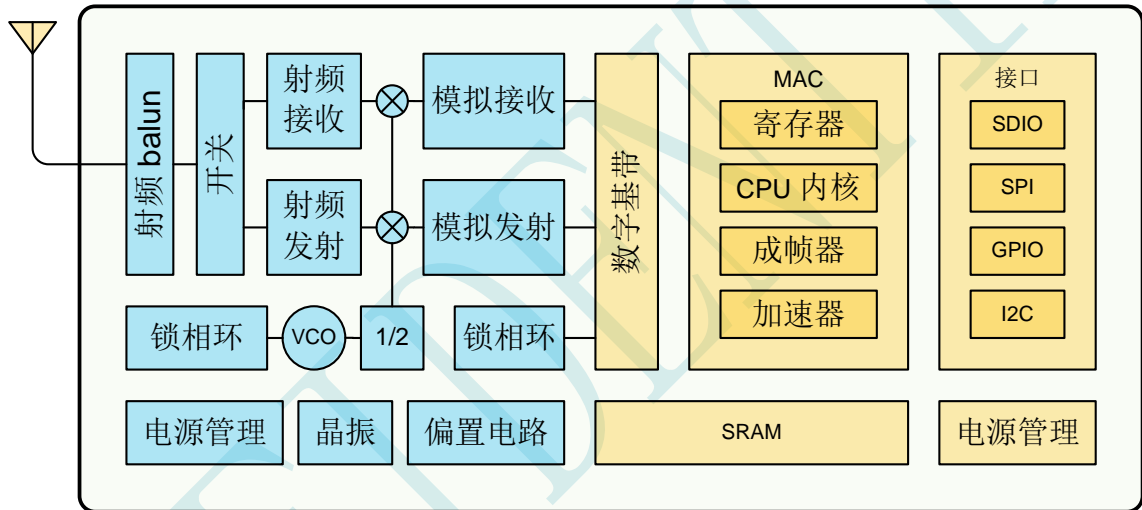 射频 balun
开关
射频
接收
模拟接收
射频
发射
模拟发射
数字基带
锁相环
VCO
1/2
锁相环
MAC
寄存器
CPU 内核
成帧器
加速器
接口
SDIO
SPI
GPIO
I2C
电源管理
晶振
偏置电路
SRAM
电源管理